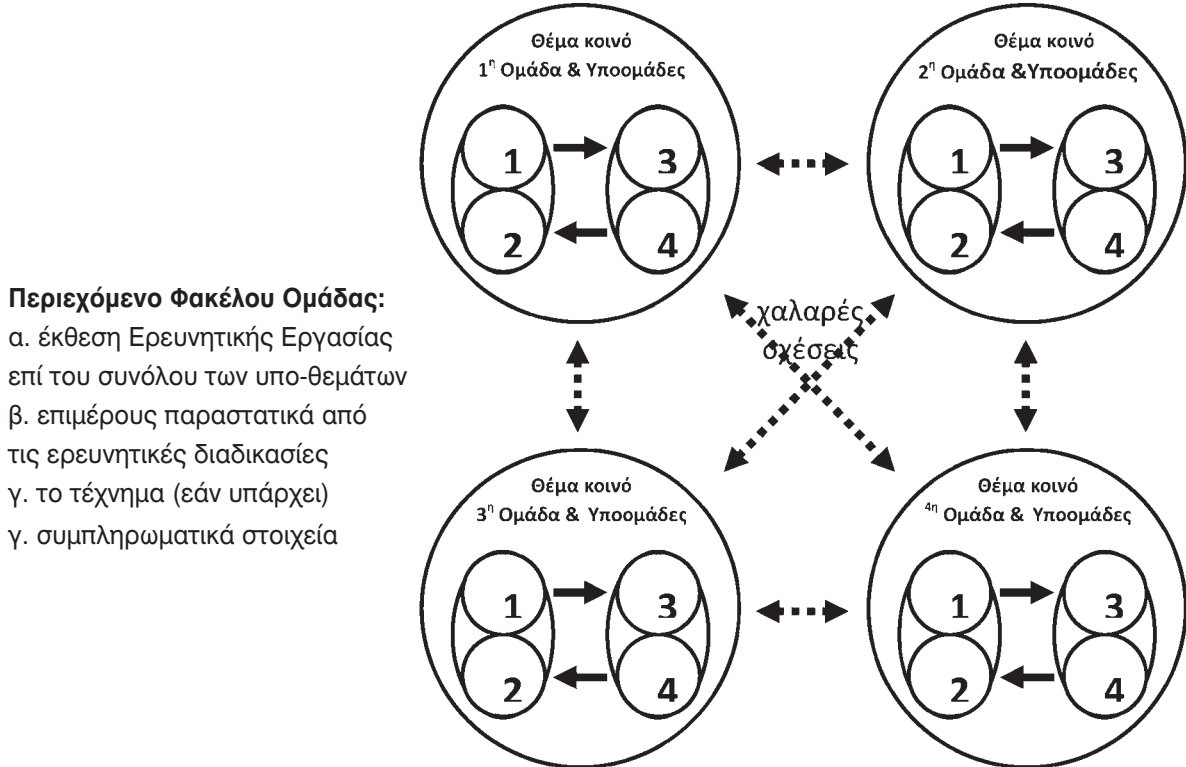 Περιεχόμενο Φακέλου Ομάδας:
α. έκθεση Ερευνητικής Εργασίας
επί του συνόλου των υπο-θεμάτων
β. επιμέρους παραστατικά από
τις ερευνητικές διαδικασίες
γ. το τέχνημα (εάν υπάρχει)
γ. συμπληρωματικά στοιχεία
Θέμα κοινό
1η Ομάδα & Υποομάδες
1
3
2
4
Θέμα κοινό
2η Ομάδα &Υποομάδες
1
3
2
4
χαλαρές
σχέσεις
Θέμα κοινό
3η Ομάδα & Υποομάδες
1
3
2
4
Θέμα κοινό
4η Ομάδα & Υποομάδες
1
3
2
4